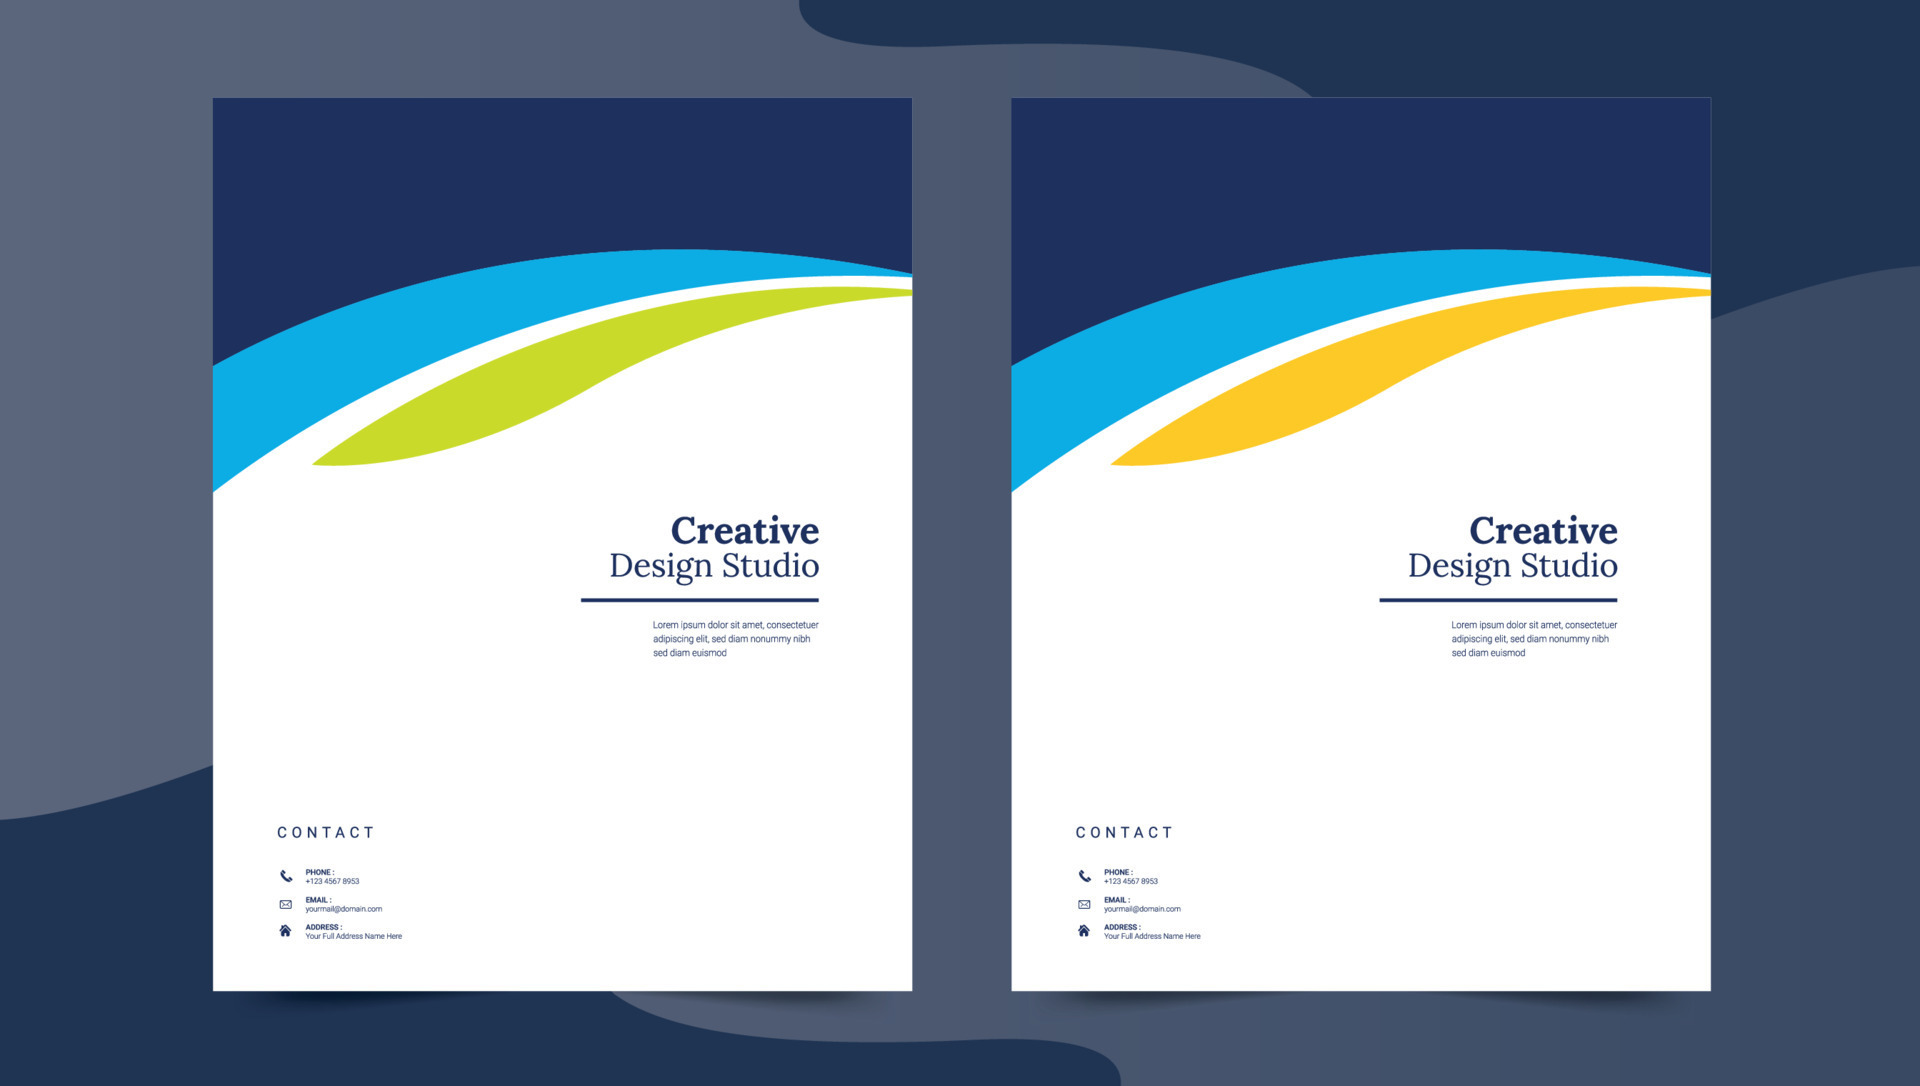 Creative
Design Studio
Lorem ipsum dolor sit amet, consectetuer
adipiscing elit, sed diam nonummy nibh
sed diam euismod
CONTACT
PHONE :
+123 4567 8953
EMAIL :
yourmail@domain.com
ADDRESS :
Your Full Address Name Here
Creative
Design Studio
Lorem ipsum dolor sit amet, consectetuer
adipiscing elit, sed diam nonummy nibh
sed diam euismod
CONTACT
PHONE :
+123 4567 8953
EMAIL :
yourmail@domain.com
ADDRESS :
Your Full Address Name Here